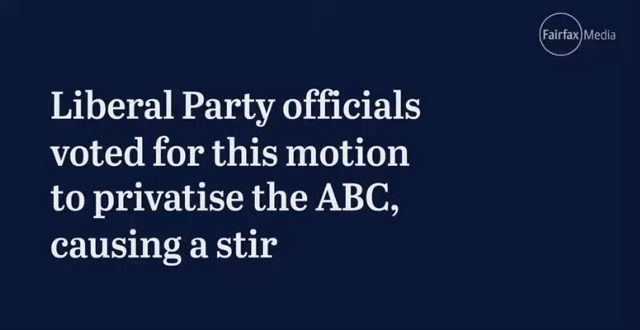 Fairfax Media
Liberal Party officials
voted for this motion
to privatise the ABC,
causing a stir